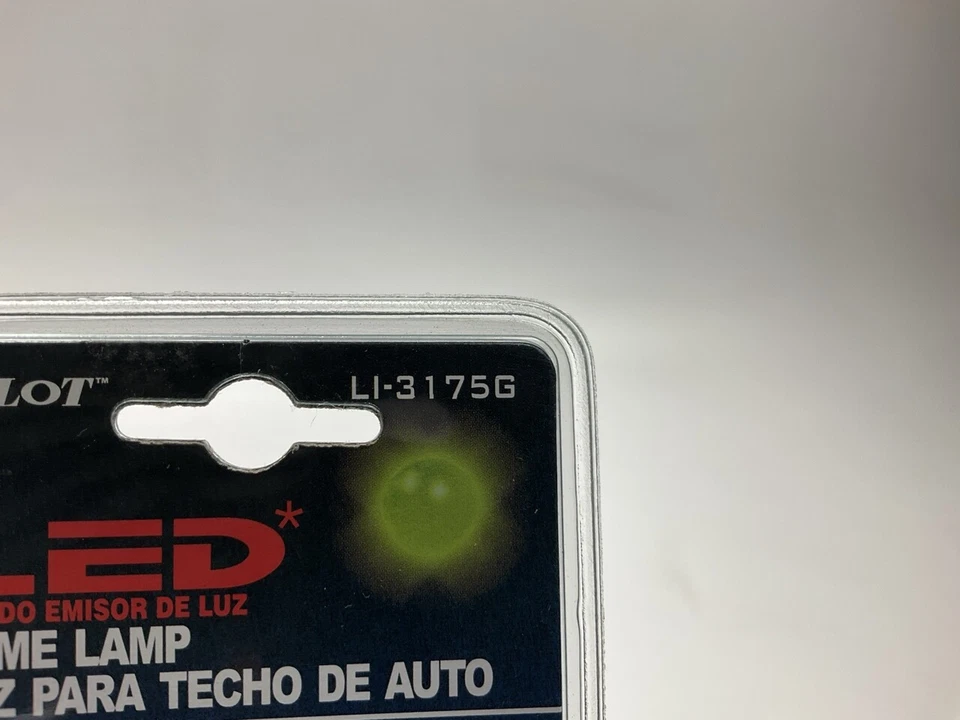 LOT™
LI-3175G
LED*
DO EMISOR DE LUZ
ME LAMP
Z PARA TECHO DE AUTO